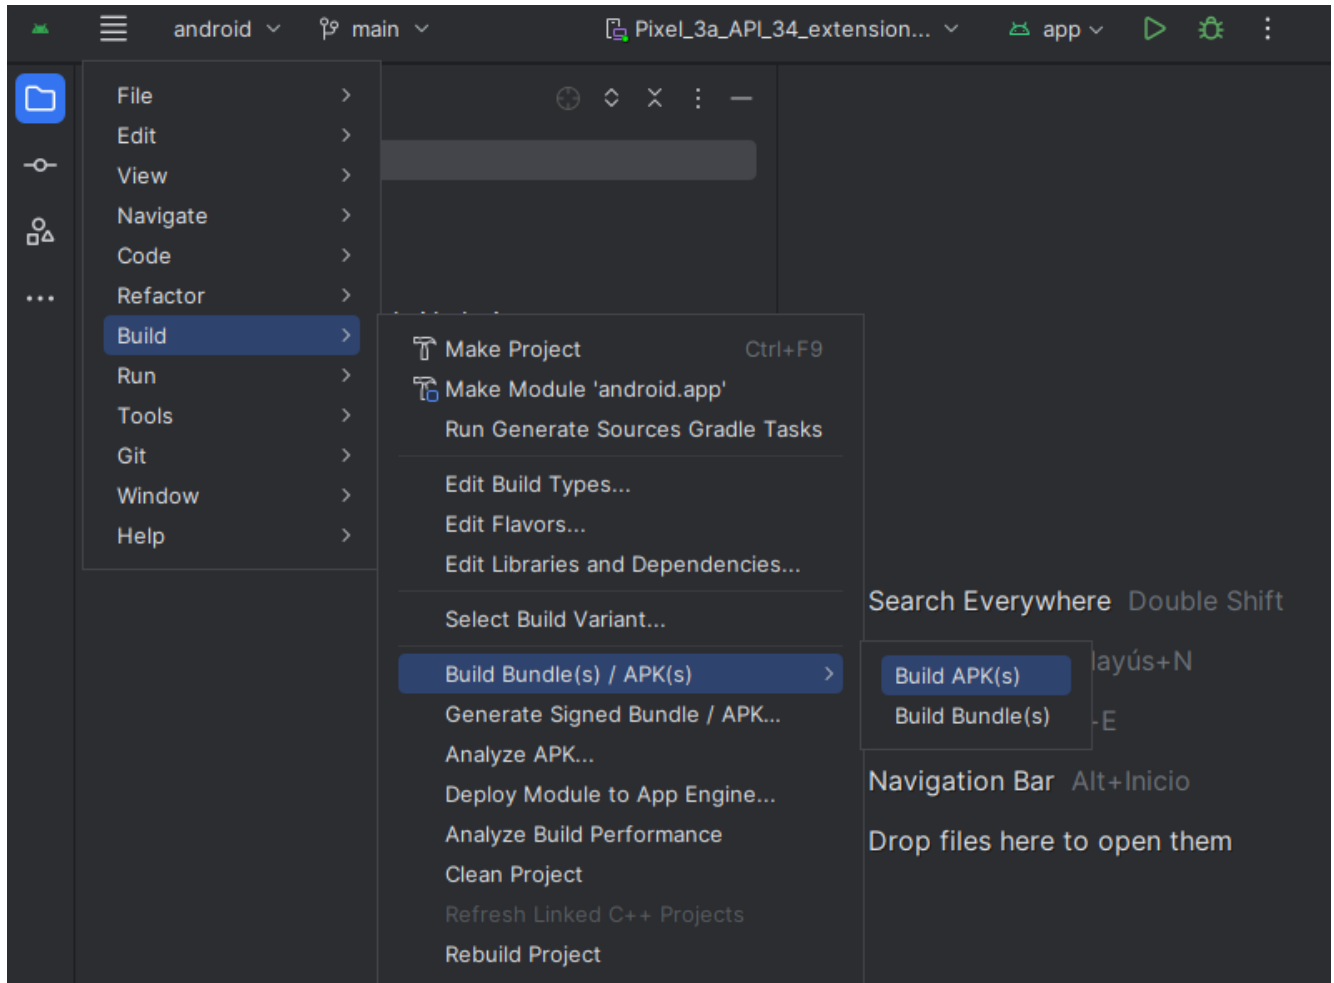 android main Pixel_3a_API_34_extension... app
File
Edit
View
Navigate
Code
Refactor
Build
Run
Tools
Git
Window
Help
Make Project Ctrl+F9
Make Module 'android.app'
Run Generate Sources Gradle Tasks
Edit Build Types...
Edit Flavors...
Edit Libraries and Dependencies...
Select Build Variant...
Build Bundle(s) / APK(s)
Generate Signed Bundle / APK...
Analyze APK...
Deploy Module to App Engine...
Analyze Build Performance
Clean Project
Refresh Linked C++ Projects
Rebuild Project
Build APK(s)
Build Bundle(s)
Search Everywhere Double Shift
ayús+N
E
Navigation Bar Alt+Inicio
Drop files here to open them